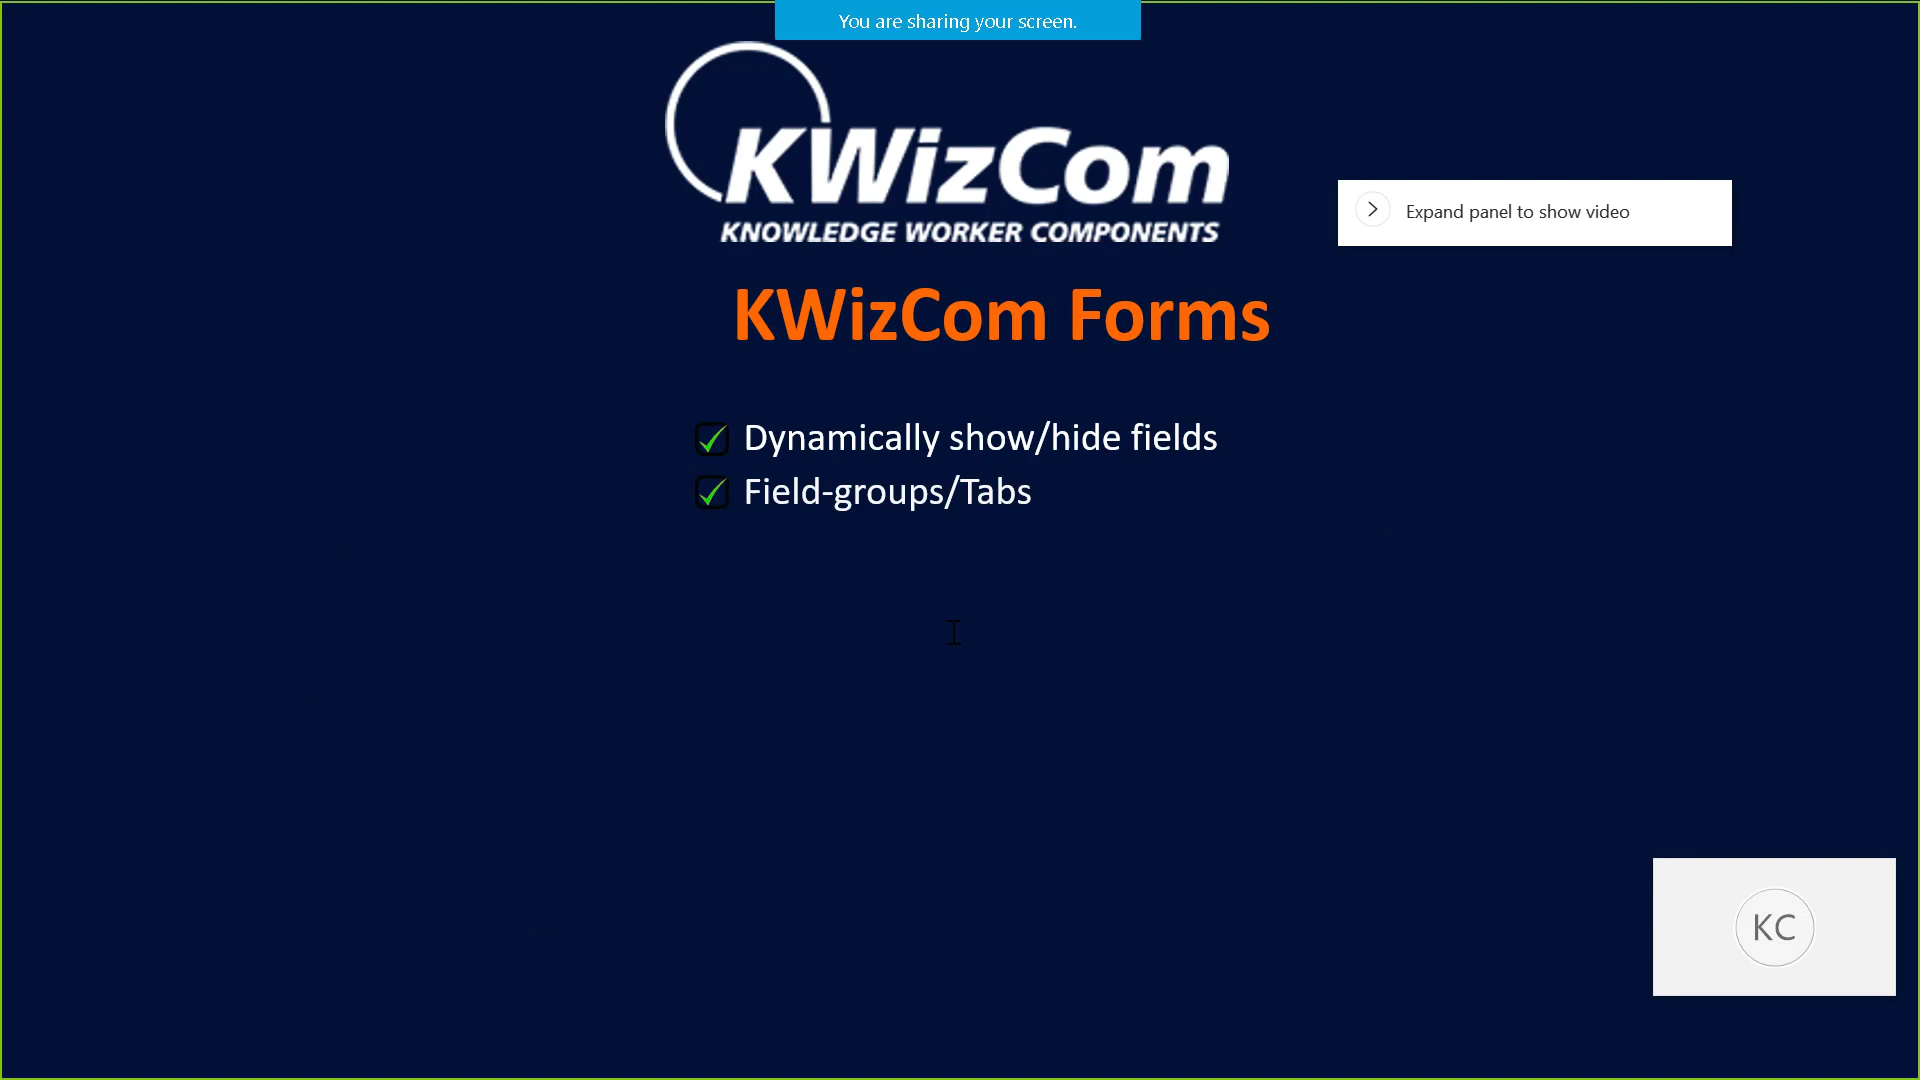 You are sharing your screen.
KWizCom
KNOWLEDGE WORKER COMPONENTS
Expand panel to show video
KWizCom Forms
Dynamically show/hide fields
Field-groups/Tabs
KC